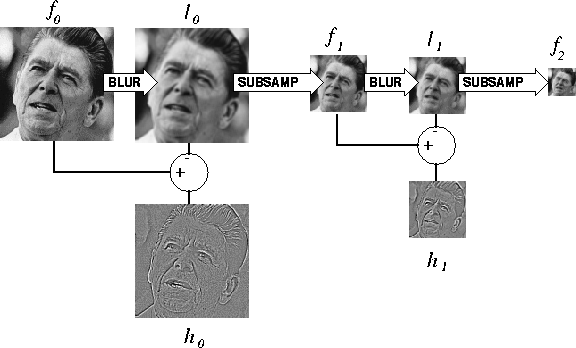 f0 l0 f1 l1 f2
BLUR SUBSAMP BLUR SUBSAMP
- -
+ +
h0 h1